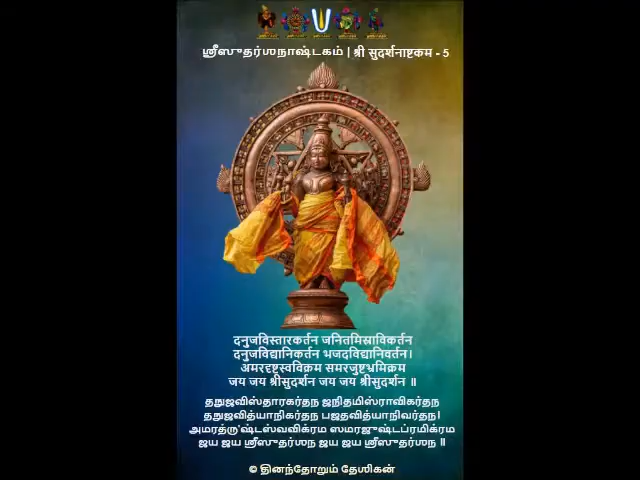 ஸ்ரீஸுதர்ஶநாஷ்டகம் | श्री सुदर्शनाष्टकम - 5
दनुजविस्तारकर्तन जनितमिस्राविकर्तन
दनुजविद्यानिकर्तन भजदविद्यानिवर्तन।
अमरदृष्टस्वविक्रम समरजुष्टभ्रमिक्रम
जय जय श्रीसुदर्शन जय जय श्रीसुदर्शन ॥
தநுஜவிஸ்தாரகர்தந ஜநிதமிஸ்ராவிகர்தந
தநுஜவித்யாநிகர்தந பஜதவித்யாநிவர்தந।
அமரத்ரு'ஷ்டஸ்வவிக்ரம ஸமரஜுஷ்டப்ரமிக்ரம
ஜய ஜய ஸ்ரீஸுதர்ஶந ஜய ஜய ஸ்ரீஸுதர்ஶந ॥
© தினந்தோறும் தேஶிகன்